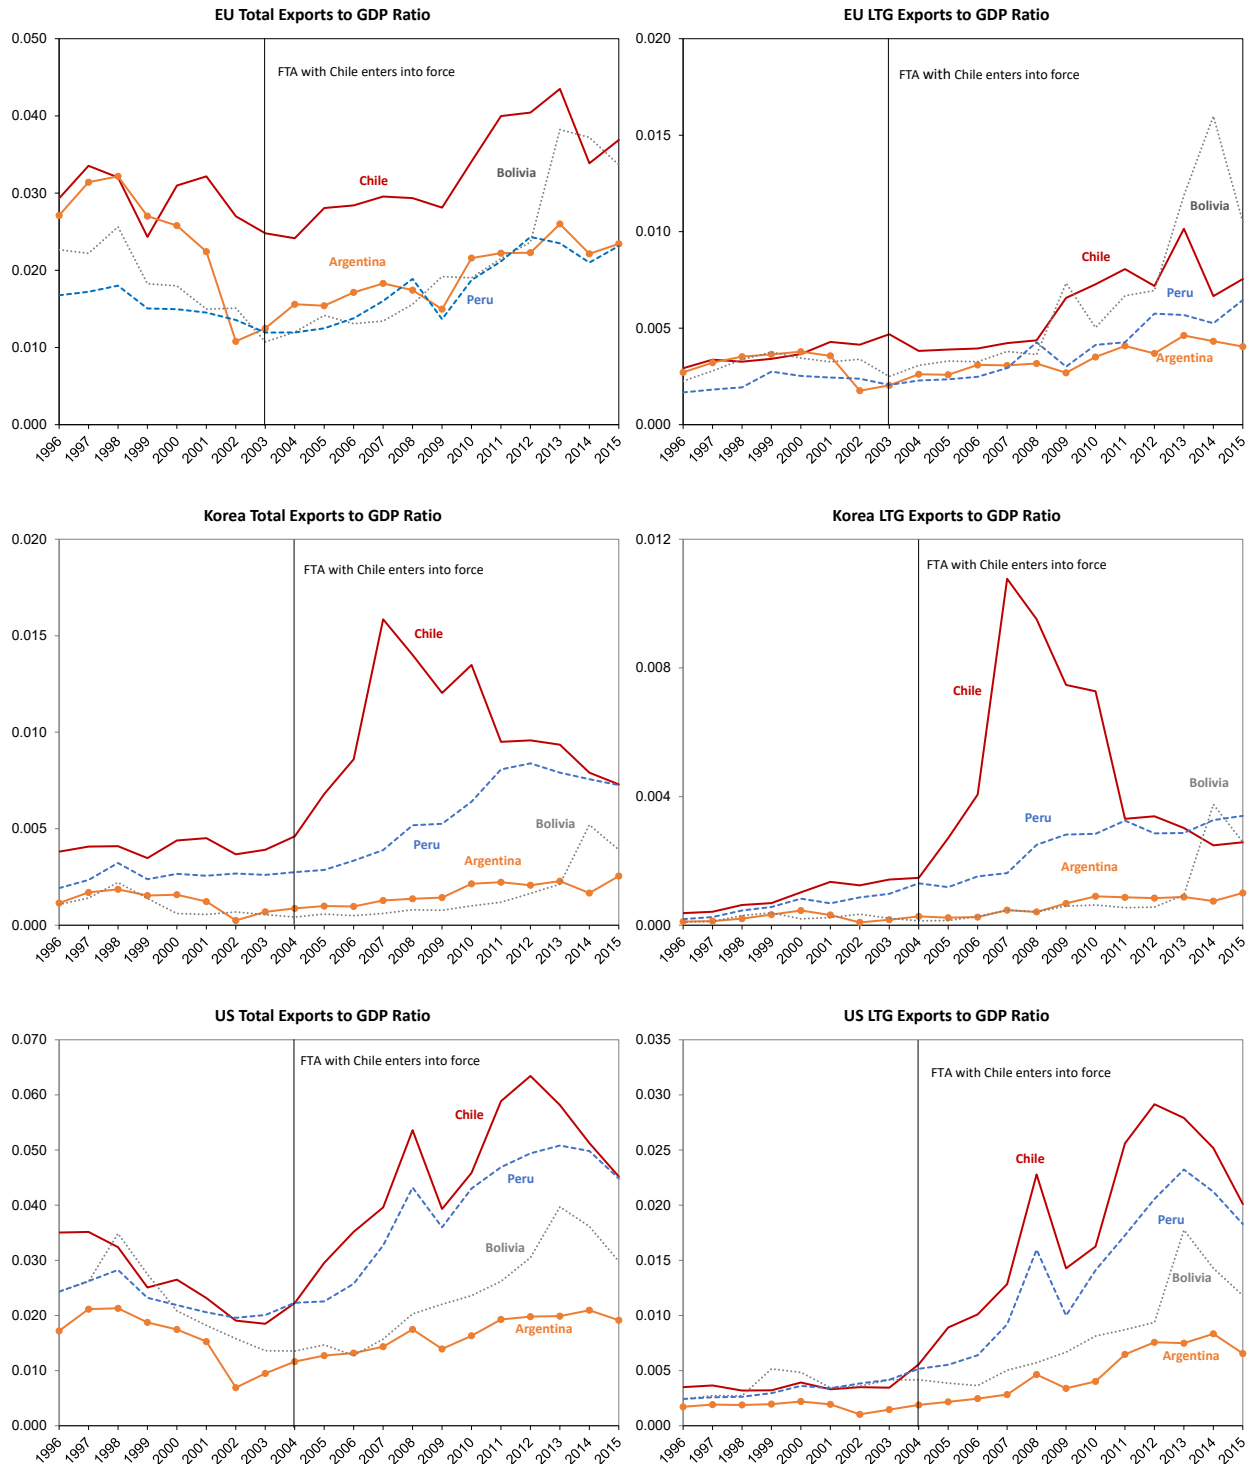 EU Total Exports to GDP Ratio
0.050
0.040
0.030
0.020
0.010
0.000
FTA with Chile enters into force
Chile
Bolivia
Argentina
Peru
1996 1997 1998 1999 2000 2001 2002 2003 2004 2005 2006 2007 2008 2009 2010 2011 2012 2013 2014 2015
EU LTG Exports to GDP Ratio
0.020
0.015
0.010
0.005
0.000
FTA with Chile enters into force
Bolivia
Chile
Peru
Argentina
1996 1997 1998 1999 2000 2001 2002 2003 2004 2005 2006 2007 2008 2009 2010 2011 2012 2013 2014 2015
Korea Total Exports to GDP Ratio
0.020
0.015
0.010
0.005
0.000
FTA with Chile enters into force
Chile
Bolivia
Peru
Argentina
1996 1997 1998 1999 2000 2001 2002 2003 2004 2005 2006 2007 2008 2009 2010 2011 2012 2013 2014 2015
Korea LTG Exports to GDP Ratio
0.012
0.008
0.004
0.000
FTA with Chile enters into force
Chile
Bolivia
Peru
Argentina
1996 1997 1998 1999 2000 2001 2002 2003 2004 2005 2006 2007 2008 2009 2010 2011 2012 2013 2014 2015
US Total Exports to GDP Ratio
0.070
0.060
0.050
0.040
0.030
0.020
0.010
0.000
FTA with Chile enters into force
Chile
Peru
Bolivia
Argentina
1996 1997 1998 1999 2000 2001 2002 2003 2004 2005 2006 2007 2008 2009 2010 2011 2012 2013 2014 2015
US LTG Exports to GDP Ratio
0.035
0.030
0.025
0.020
0.015
0.010
0.005
0.000
FTA with Chile enters into force
Chile
Peru
Bolivia
Argentina
1996 1997 1998 1999 2000 2001 2002 2003 2004 2005 2006 2007 2008 2009 2010 2011 2012 2013 2014 2015